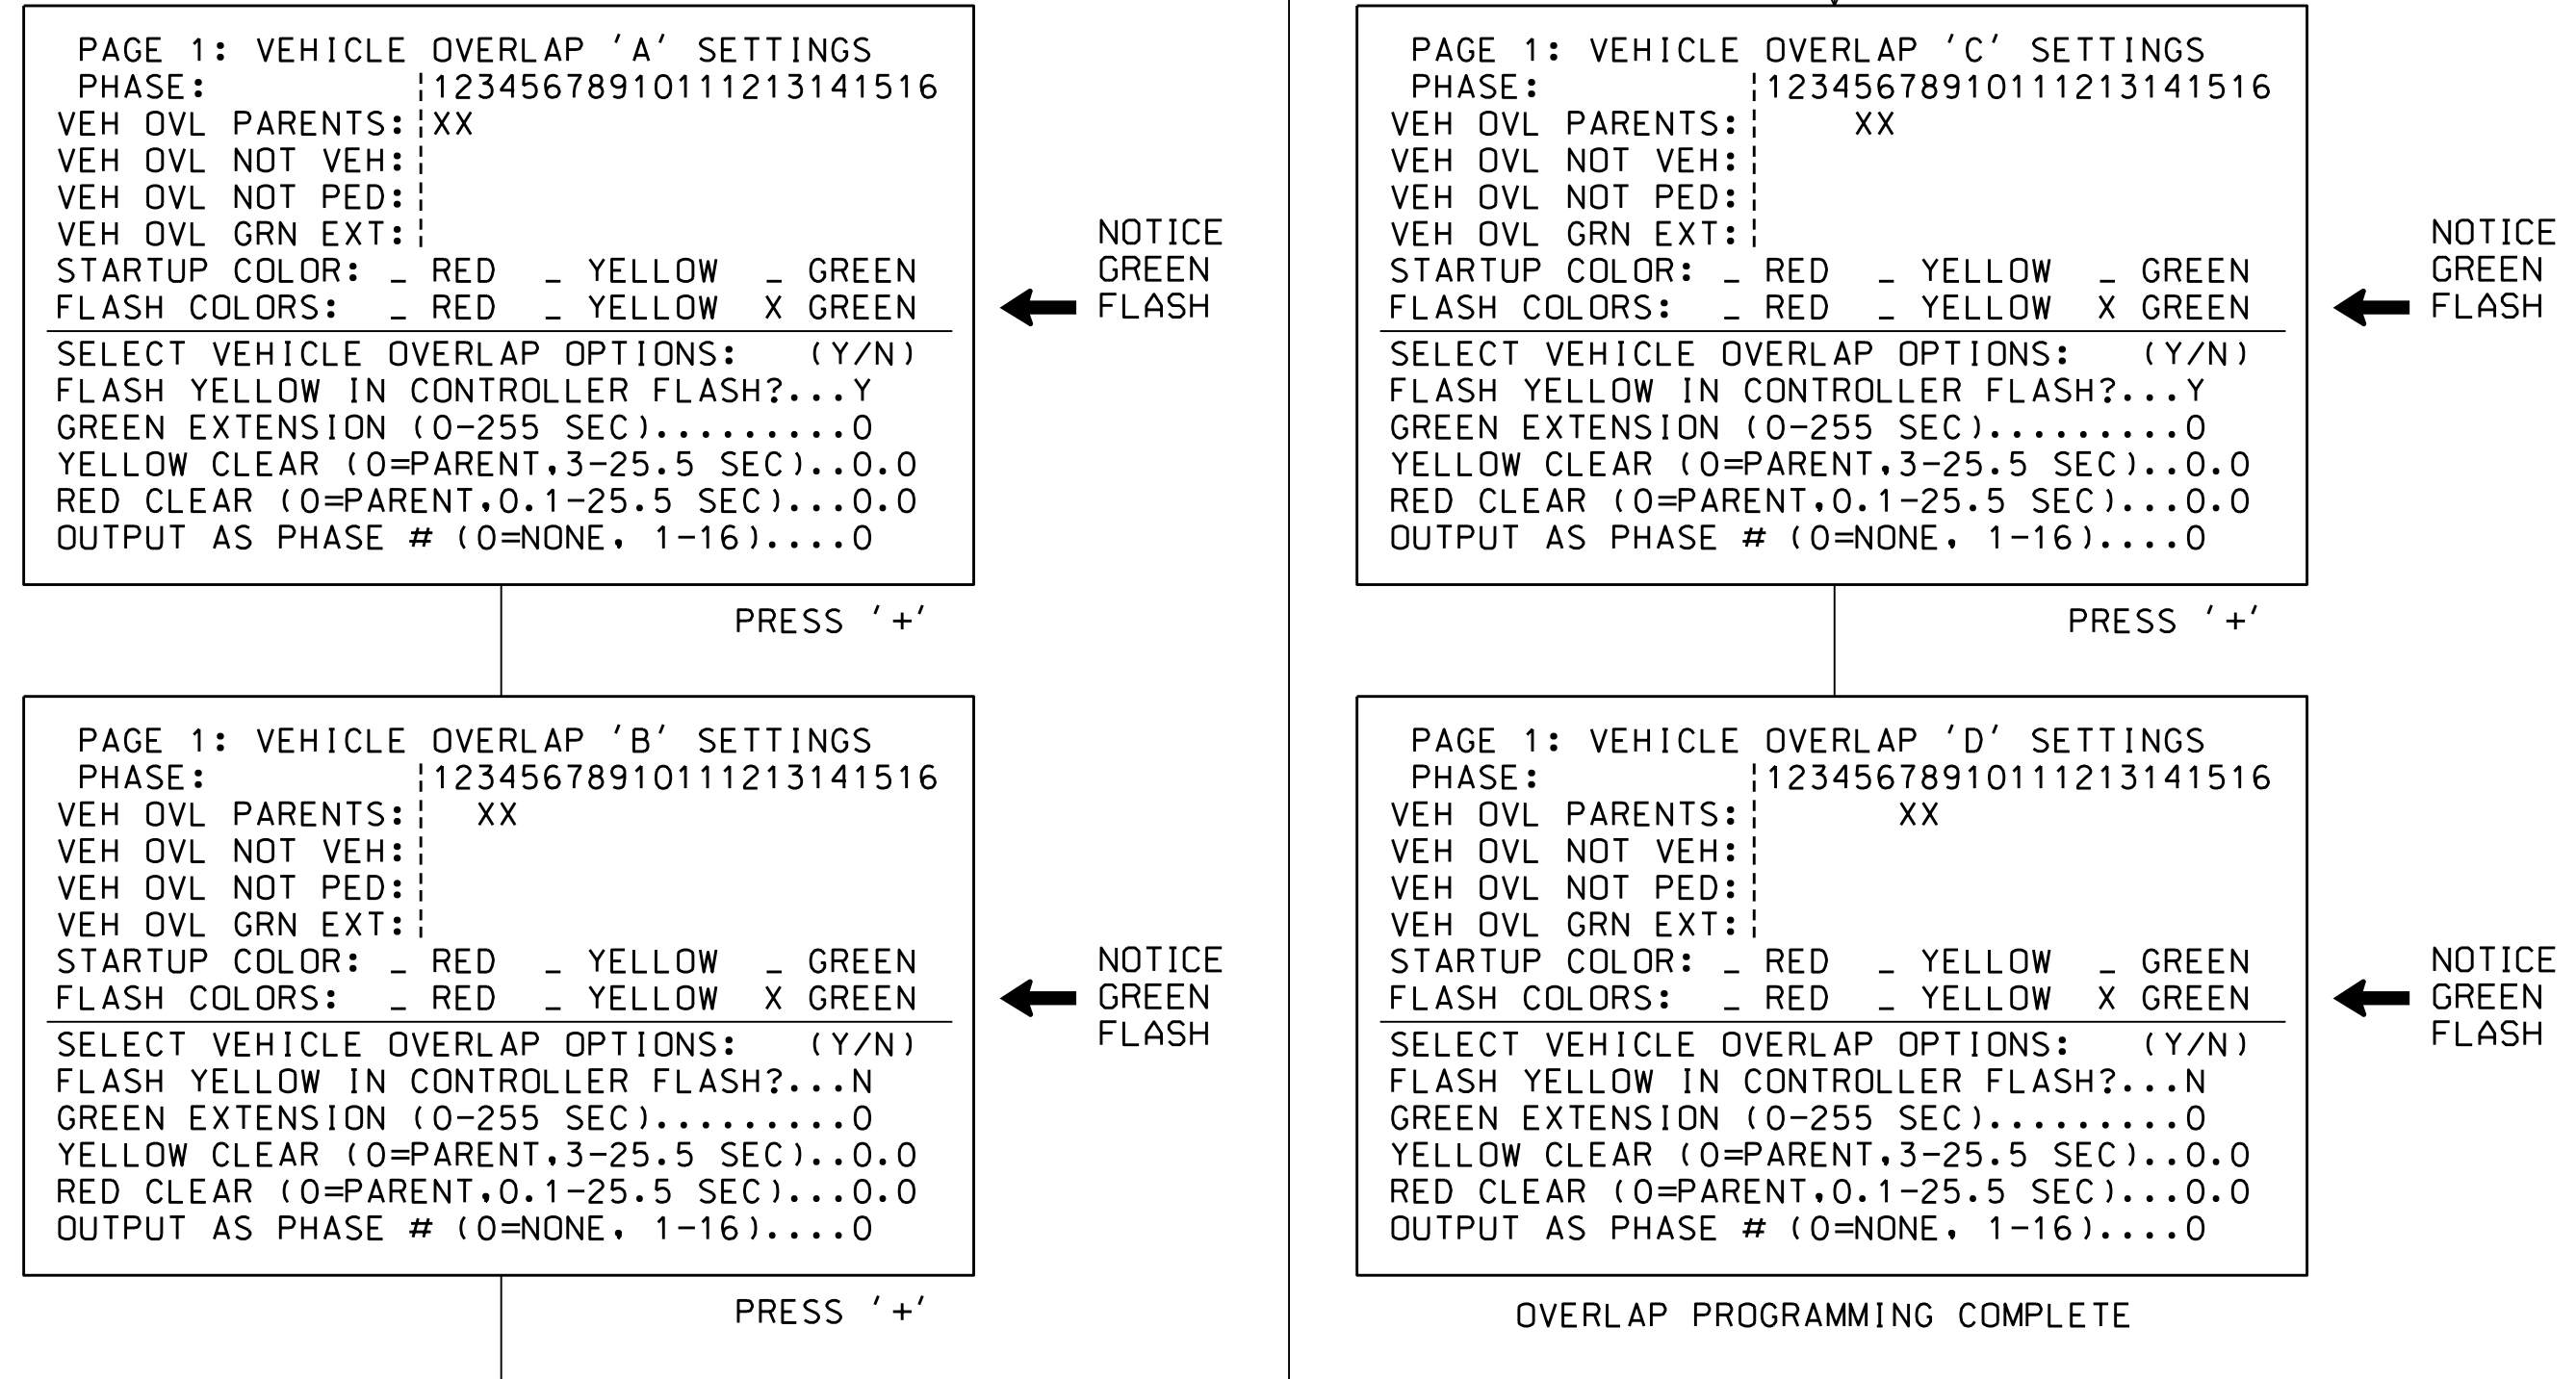 PAGE 1: VEHICLE OVERLAP 'A' SETTINGS
PHASE: 12345678910111213141516
VEH OVL PARENTS: XX
VEH OVL NOT VEH:
VEH OVL NOT PED:
VEH OVL GRN EXT:
STARTUP COLOR: _ RED _ YELLOW _ GREEN
FLASH COLORS: _ RED _ YELLOW X GREEN
NOTICE
GREEN
FLASH
SELECT VEHICLE OVERLAP OPTIONS: (Y/N)
FLASH YELLOW IN CONTROLLER FLASH?...Y
GREEN EXTENSION (0-255 SEC).........0
YELLOW CLEAR (0=PARENT,3-25.5 SEC)..0.0
RED CLEAR (0=PARENT,0.1-25.5 SEC)...0.0
OUTPUT AS PHASE # (0=NONE, 1-16)....0
PRESS '+'
PAGE 1: VEHICLE OVERLAP 'B' SETTINGS
PHASE: 12345678910111213141516
VEH OVL PARENTS: XX
VEH OVL NOT VEH:
VEH OVL NOT PED:
VEH OVL GRN EXT:
STARTUP COLOR: _ RED _ YELLOW _ GREEN
FLASH COLORS: _ RED _ YELLOW X GREEN
NOTICE
GREEN
FLASH
SELECT VEHICLE OVERLAP OPTIONS: (Y/N)
FLASH YELLOW IN CONTROLLER FLASH?...N
GREEN EXTENSION (0-255 SEC).........0
YELLOW CLEAR (0=PARENT,3-25.5 SEC)..0.0
RED CLEAR (0=PARENT,0.1-25.5 SEC)...0.0
OUTPUT AS PHASE # (0=NONE, 1-16)....0
PRESS '+'
PAGE 1: VEHICLE OVERLAP 'C' SETTINGS
PHASE: 12345678910111213141516
VEH OVL PARENTS: XX
VEH OVL NOT VEH:
VEH OVL NOT PED:
VEH OVL GRN EXT:
STARTUP COLOR: _ RED _ YELLOW _ GREEN
FLASH COLORS: _ RED _ YELLOW X GREEN
NOTICE
GREEN
FLASH
SELECT VEHICLE OVERLAP OPTIONS: (Y/N)
FLASH YELLOW IN CONTROLLER FLASH?...Y
GREEN EXTENSION (0-255 SEC).........0
YELLOW CLEAR (0=PARENT,3-25.5 SEC)..0.0
RED CLEAR (0=PARENT,0.1-25.5 SEC)...0.0
OUTPUT AS PHASE # (0=NONE, 1-16)....0
PRESS '+'
PAGE 1: VEHICLE OVERLAP 'D' SETTINGS
PHASE: 12345678910111213141516
VEH OVL PARENTS: XX
VEH OVL NOT VEH:
VEH OVL NOT PED:
VEH OVL GRN EXT:
STARTUP COLOR: _ RED _ YELLOW _ GREEN
FLASH COLORS: _ RED _ YELLOW X GREEN
NOTICE
GREEN
FLASH
SELECT VEHICLE OVERLAP OPTIONS: (Y/N)
FLASH YELLOW IN CONTROLLER FLASH?...N
GREEN EXTENSION (0-255 SEC).........0
YELLOW CLEAR (0=PARENT,3-25.5 SEC)..0.0
RED CLEAR (0=PARENT,0.1-25.5 SEC)...0.0
OUTPUT AS PHASE # (0=NONE, 1-16)....0
OVERLAP PROGRAMMING COMPLETE